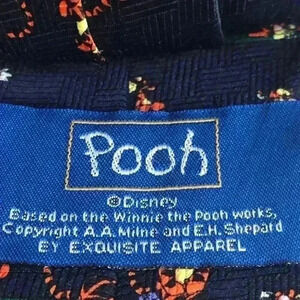 Pooh
©Disney
Based on the Winnie the Pooh works,
Copyright A.A. Milne and E.H. Shepard
BY EXQUISITE APPAREL